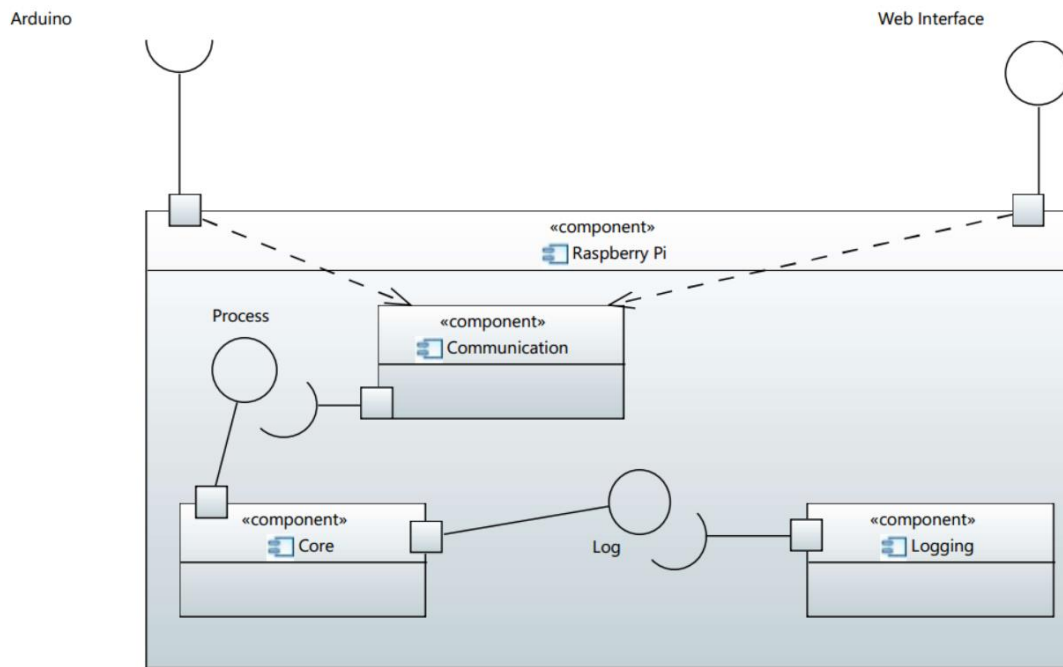 Arduino
Web Interface
«component»
Raspberry Pi
Process
«component»
Communication
«component»
Core
Log
«component»
Logging